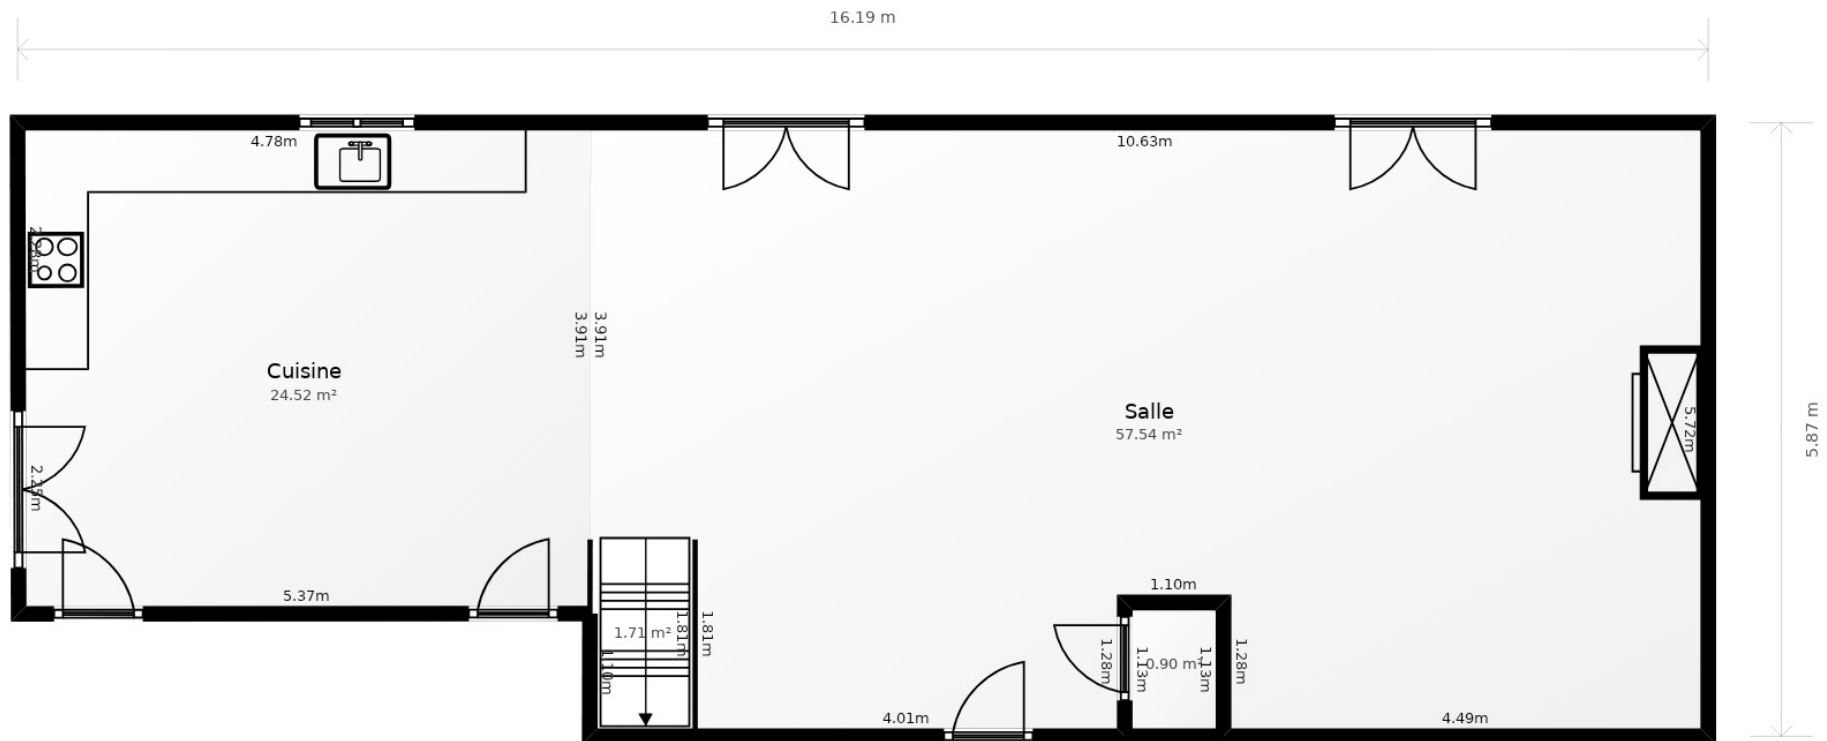 16.19 m
4.78m
10.63m
3.91m
3.91m
Cuisine
24.52 m²
Salle
57.54 m²
5.72m
5.87 m
5.37m
1.10m
1.71 m²
1.81m
1.81m
1.28m
1.13m
0.90 m²
1.13m
1.28m
4.01m
4.49m